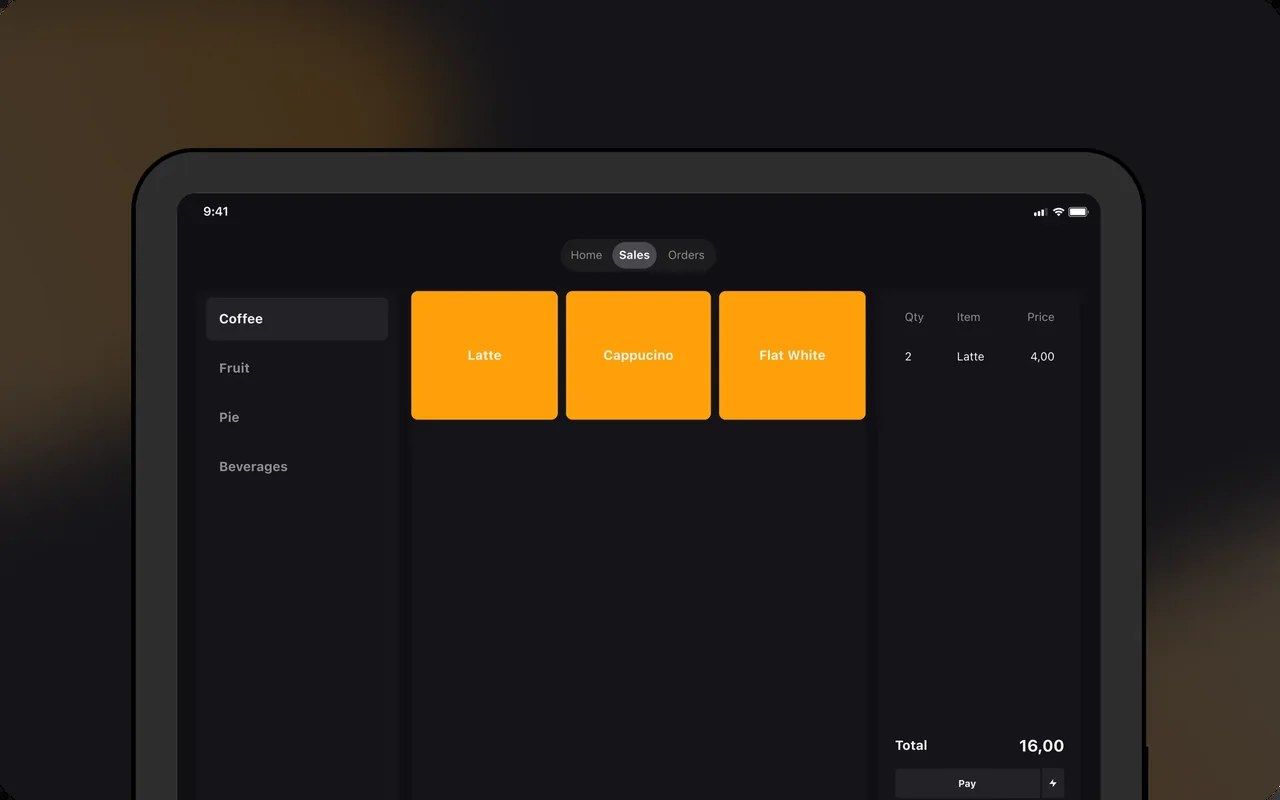 9:41
Home Sales Orders
Coffee
Fruit
Pie
Beverages
Latte Cappucino Flat White
Qty Item Price
2 Latte 4,00
Total 16,00
Pay